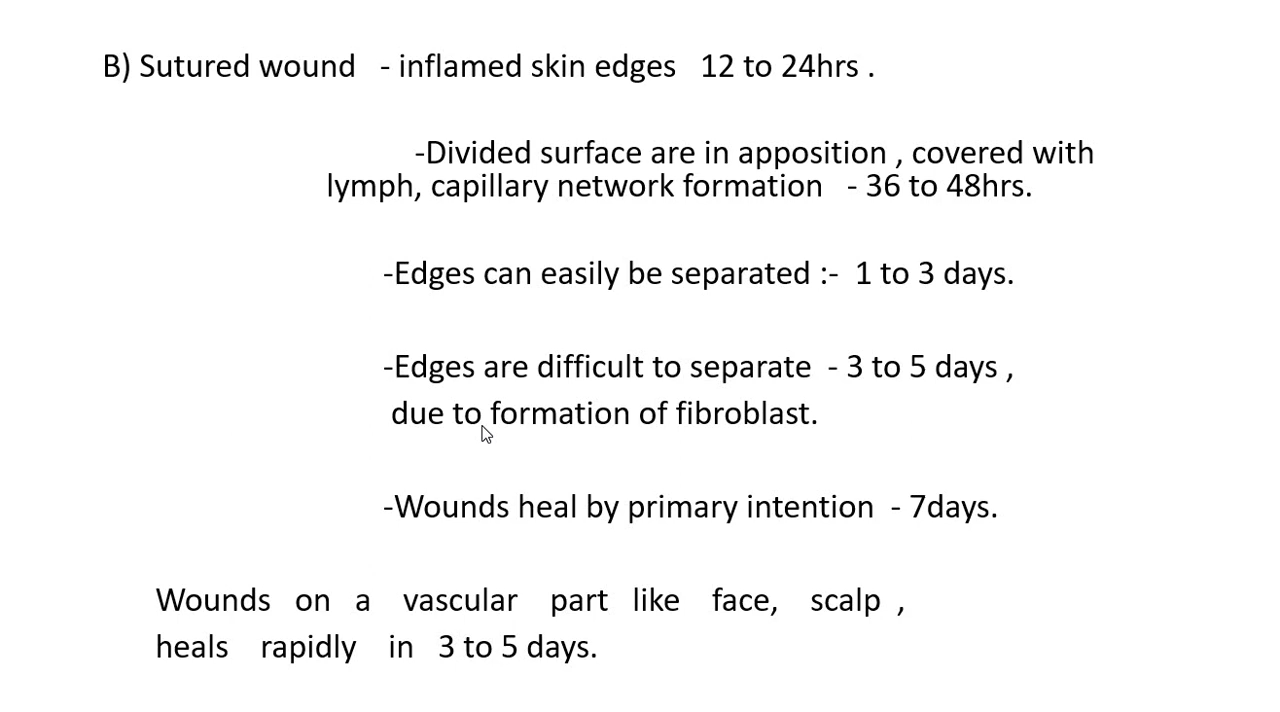 B) Sutured wound - inflamed skin edges 12 to 24hrs .
-Divided surface are in apposition , covered with
lymph, capillary network formation - 36 to 48hrs.
-Edges can easily be separated :- 1 to 3 days.
-Edges are difficult to separate - 3 to 5 days ,
due to formation of fibroblast.
-Wounds heal by primary intention - 7days.
Wounds on a vascular part like face, scalp ,
heals rapidly in 3 to 5 days.